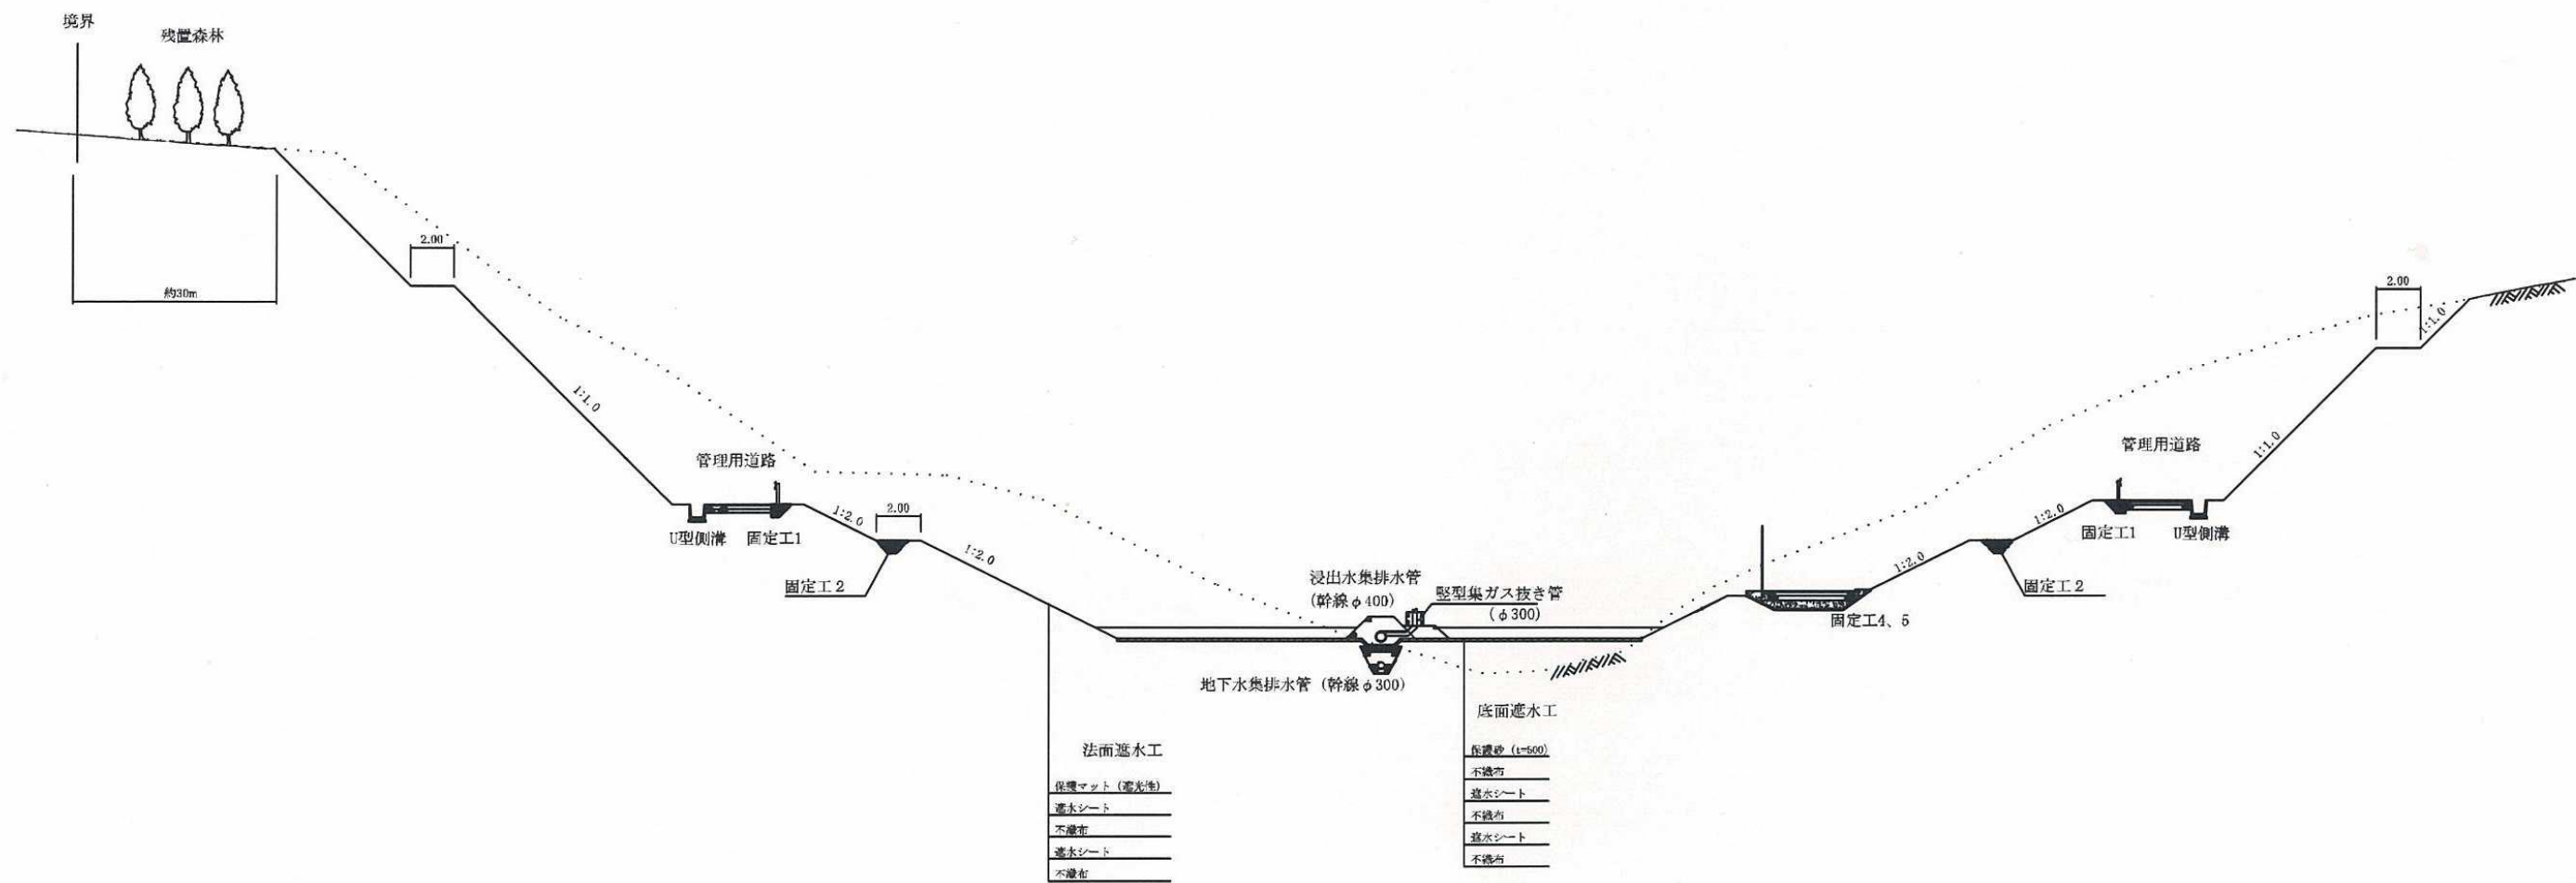 境界
残置森林
約30m
2.00
1:1.0
管理用道路
U型側溝
固定工1
1:2.0
2.00
固定工2
1:2.0
浸出水集排水管
(幹線φ400)
竪型集ガス抜き管
(φ300)
地下水集排水管 (幹線φ300)
法面遮水工
保護マット (遮光性)
遮水シート
不織布
遮水シート
不織布
底面遮水工
保護砂 (t=500)
不織布
遮水シート
不織布
遮水シート
不織布
固定工4、5
1:2.0
固定工2
1:2.0
管理用道路
固定工1
U型側溝
1:1.0
2.00
1:1.0